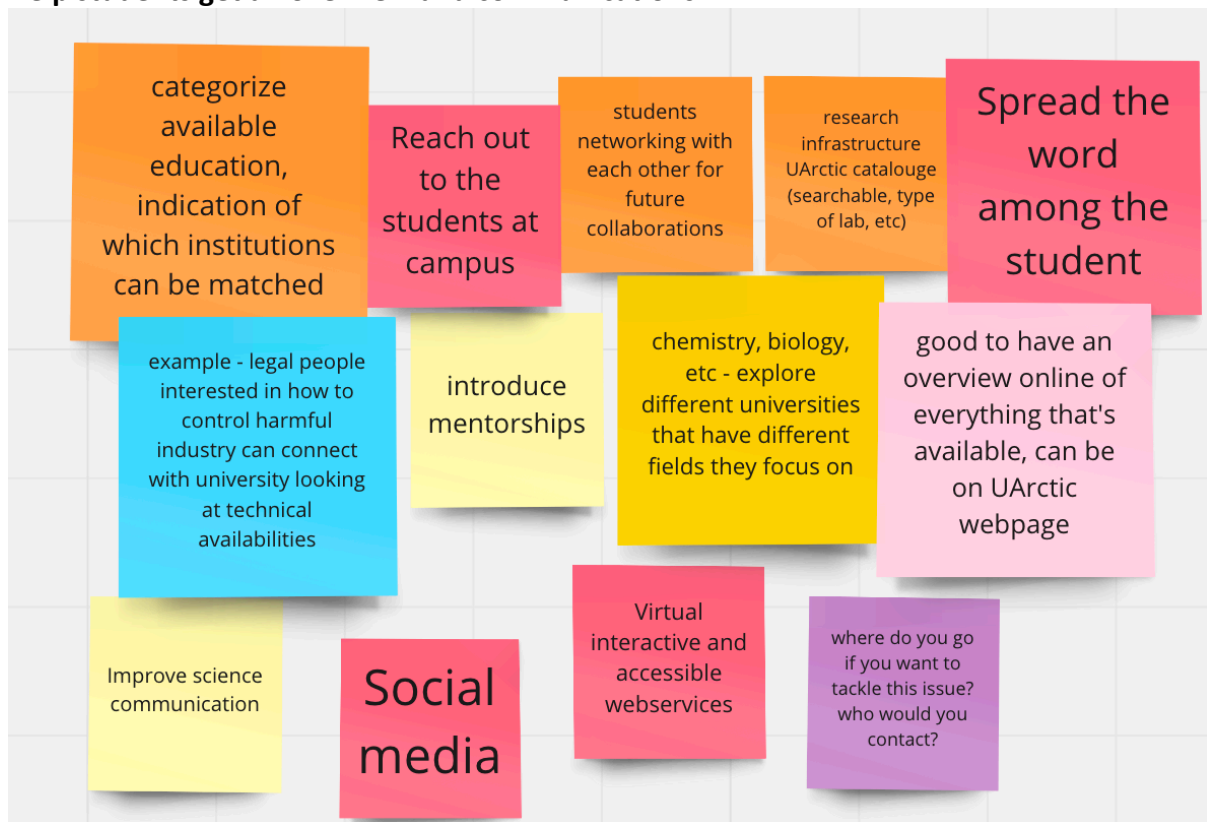 categorize
available
education,
indication of
which institutions
can be matched
Reach out
to the
students at
campus
students
networking with
each other for
future
collaborations
research
infrastructure
UArctic catalouge
(searchable, type
of lab, etc)
Spread the
word
among the
student
example - legal people
interested in how to
control harmful
industry can connect
with university looking
at technical
availabilities
introduce
mentorships
chemistry, biology,
etc - explore
different universities
that have different
fields they focus on
good to have an
overview online of
everything that's
available, can be
on UArctic
webpage
Improve science
communication
Social
media
Virtual
interactive and
accessible
webservices
where do you go
if you want to
tackle this issue?
who would you
contact?